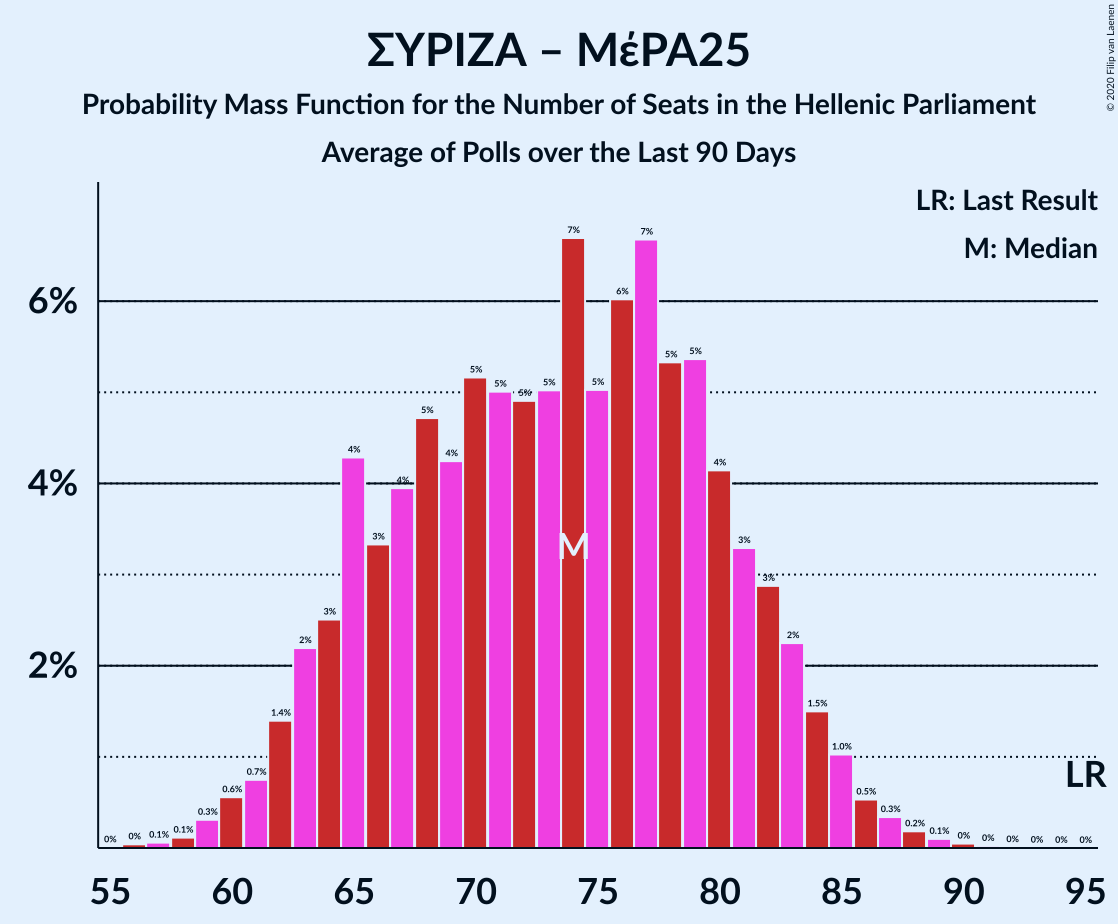 ΣΥΡΙΖΑ – ΜέΡΑ25
Probability Mass Function for the Number of Seats in the Hellenic Parliament
Average of Polls over the Last 90 Days
© 2020 Filip van Laenen
LR: Last Result
M: Median
6%
4%
2%
0% 0% 0.1% 0.1% 0.3% 0.6% 0.7% 1.4% 2% 3% 4% 3% 4% 5% 4% 5% 5% 5% 5% 7% 5% 6% 7% 5% 5% 4% 3% 3% 2% 1.5% 1.0% 0.5% 0.3% 0.2% 0.1% 0% 0% 0% 0% 0% 0%
M
LR
55 60 65 70 75 80 85 90 95